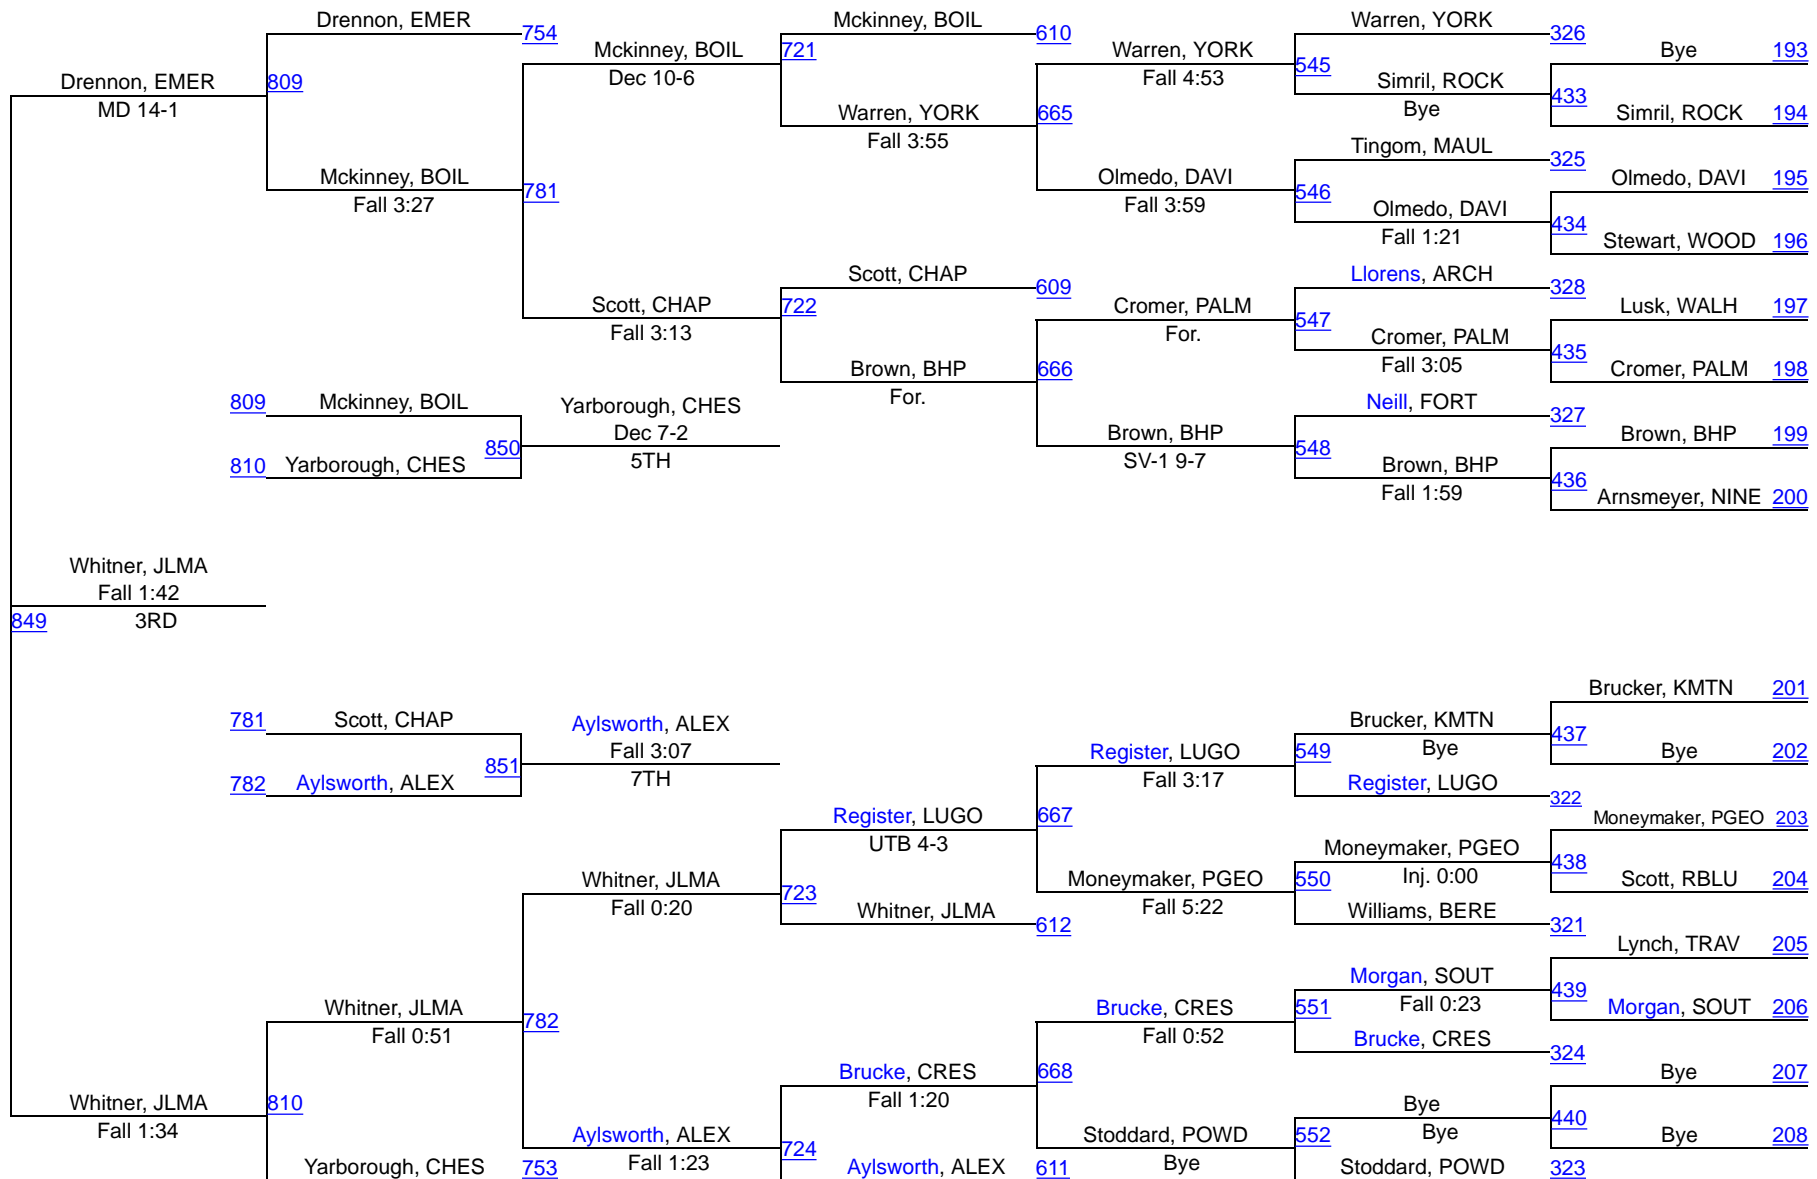 Drennon, EMER
Mckinney, BOIL
Warren, YORK
754
610
326
Mckinney, BOIL
721
Warren, YORK
Bye
193
Dec 10-6
Fall 4:53
545
Drennon, EMER
809
Simril, ROCK
433
MD 14-1
Bye
Warren, YORK
665
Simril, ROCK
194
Fall 3:55
Tingom, MAUL
325
Mckinney, BOIL
781
Olmedo, DAVI
546
Olmedo, DAVI
195
Fall 3:27
Fall 3:59
Olmedo, DAVI
434
Fall 1:21
Stewart, WOOD
196
Scott, CHAP
609
Llorens, ARCH
328
Scott, CHAP
722
Cromer, PALM
547
Lusk, WALH
197
Fall 3:13
For.
Cromer, PALM
435
Fall 3:05
Brown, BHP
666
Cromer, PALM
198
For.
809
Mckinney, BOIL
Yarborough, CHES
Neill, FORT
327
Dec 7-2
850
5TH
Brown, BHP
548
Brown, BHP
199
SV-1 9-7
810
Yarborough, CHES
Brown, BHP
436
Fall 1:59
Arnsmeyer, NINE
200
Whitner, JLMA
Fall 1:42
849
3RD
Brucker, KMTN
201
781
Scott, CHAP
Aylsworth, ALEX
Brucker, KMTN
437
Fall 3:07
Register, LUGO
549
Bye
Bye
202
851
7TH
Fall 3:17
782
Aylsworth, ALEX
Register, LUGO
322
Register, LUGO
667
Moneymaker, PGEO
203
UTB 4-3
Moneymaker, PGEO
438
Whitner, JLMA
723
Moneymaker, PGEO
550
Inj. 0:00
Scott, RBLU
204
Fall 0:20
Fall 5:22
Whitner, JLMA
612
Williams, BERE
321
Lynch, TRAV
205
Morgan, SOUT
439
Whitner, JLMA
782
Brucke, CRES
551
Fall 0:23
Morgan, SOUT
206
Fall 0:51
Fall 0:52
Brucke, CRES
324
Brucke, CRES
668
Bye
207
Fall 1:20
Whitner, JLMA
810
Bye
440
Fall 1:34
Bye
Aylsworth, ALEX
724
Stoddard, POWD
552
Bye
208
Fall 1:23
Bye
Yarborough, CHES
753
Aylsworth, ALEX
611
Stoddard, POWD
323